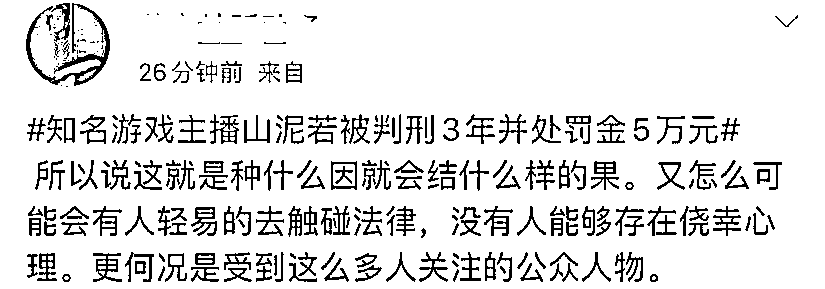 26分钟前 来自
#知名游戏主播山泥若被判刑3年并处罚金5万元#
所以说这就是种什么因就会结什么样的果。又怎么可
能会有人轻易的去触碰法律，没有人能够存在侥幸心
理。更何况是受到这么多人关注的公众人物。